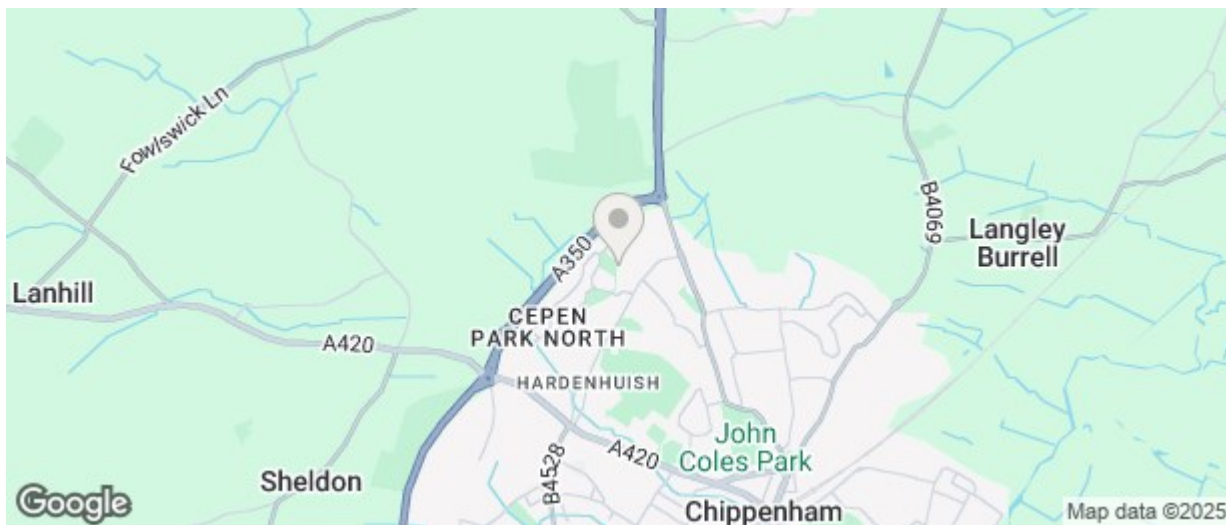 Fowlswick Ln
B4069
Langley
Burrell
A350
Lanhill
CEPEN
PARK NORTH
A420
HARDENHUISH
John
Coles Park
A420
B4528
Sheldon
Chippenham
Google
Map data ©2025